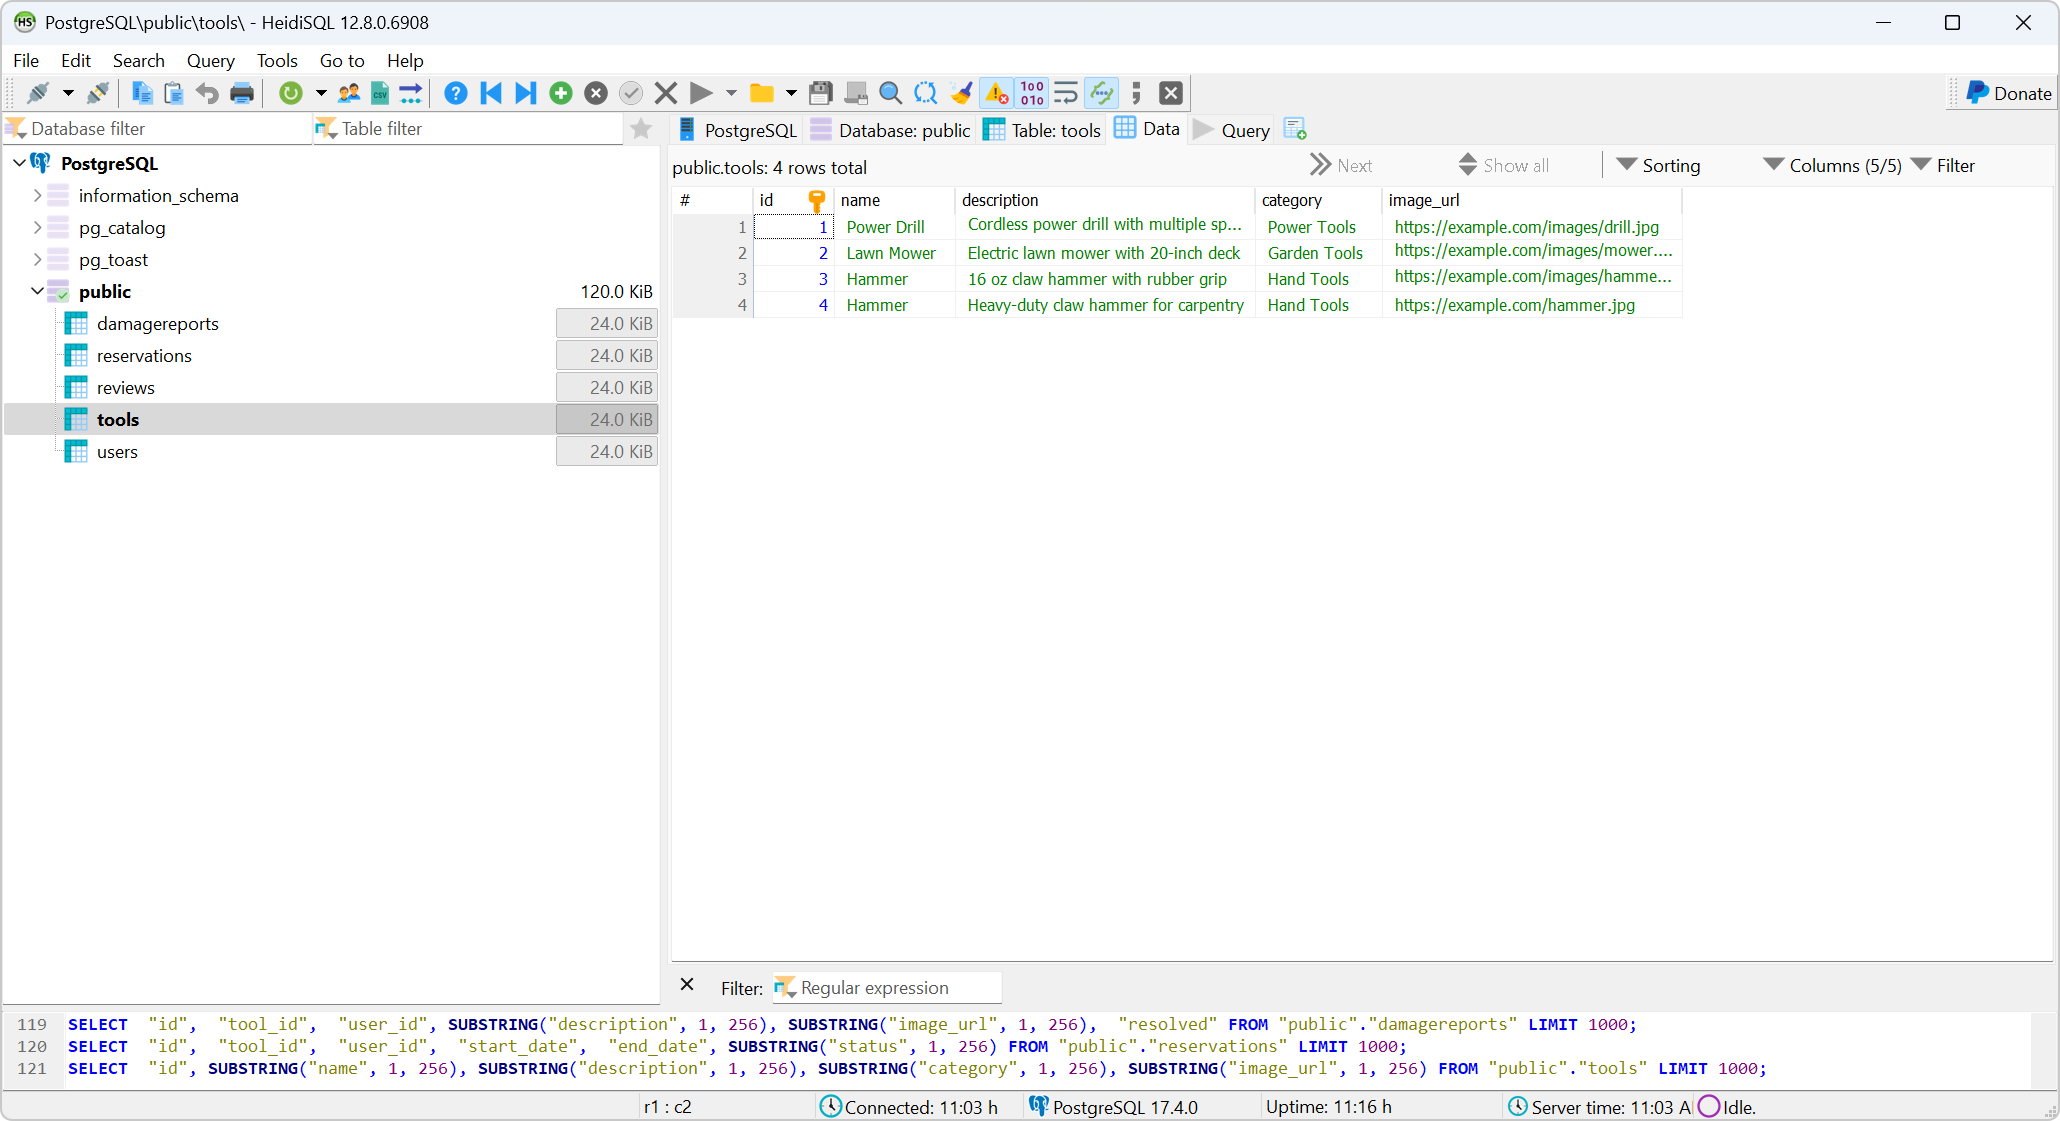 PostgreSQL\public\tools\ - HeidiSQL 12.8.0.6908
File Edit Search Query Tools Go to Help
Donate
Database filter Table filter
PostgreSQL Database: public Table: tools Data Query
PostgreSQL
information_schema
pg_catalog
pg_toast
public 120.0 KiB
damagereports 24.0 KiB
reservations 24.0 KiB
reviews 24.0 KiB
tools 24.0 KiB
users 24.0 KiB
public.tools: 4 rows total Next Show all Sorting Columns (5/5) Filter
# id name description category image_url
1 1 Power Drill Cordless power drill with multiple sp... Power Tools https://example.com/images/drill.jpg
2 2 Lawn Mower Electric lawn mower with 20-inch deck Garden Tools https://example.com/images/mower....
3 3 Hammer 16 oz claw hammer with rubber grip Hand Tools https://example.com/images/hamme...
4 4 Hammer Heavy-duty claw hammer for carpentry Hand Tools https://example.com/hammer.jpg
Filter: Regular expression
119 SELECT "id", "tool_id", "user_id", SUBSTRING("description", 1, 256), SUBSTRING("image_url", 1, 256), "resolved" FROM "public"."damagereports" LIMIT 1000;
120 SELECT "id", "tool_id", "user_id", "start_date", "end_date", SUBSTRING("status", 1, 256) FROM "public"."reservations" LIMIT 1000;
121 SELECT "id", SUBSTRING("name", 1, 256), SUBSTRING("description", 1, 256), SUBSTRING("category", 1, 256), SUBSTRING("image_url", 1, 256) FROM "public"."tools" LIMIT 1000;
r1 : c2 Connected: 11:03 h PostgreSQL 17.4.0 Uptime: 11:16 h Server time: 11:03 A Idle.